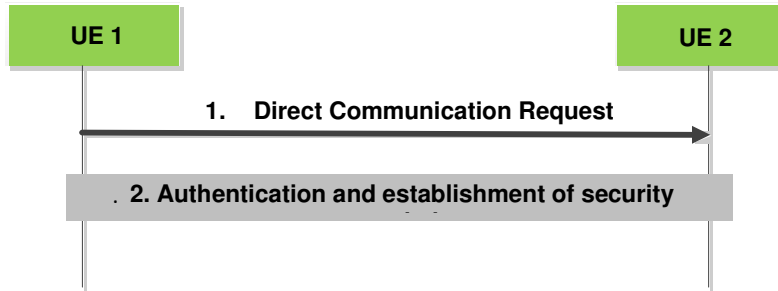 UE 1
UE 2
1. Direct Communication Request
. 2. Authentication and establishment of security